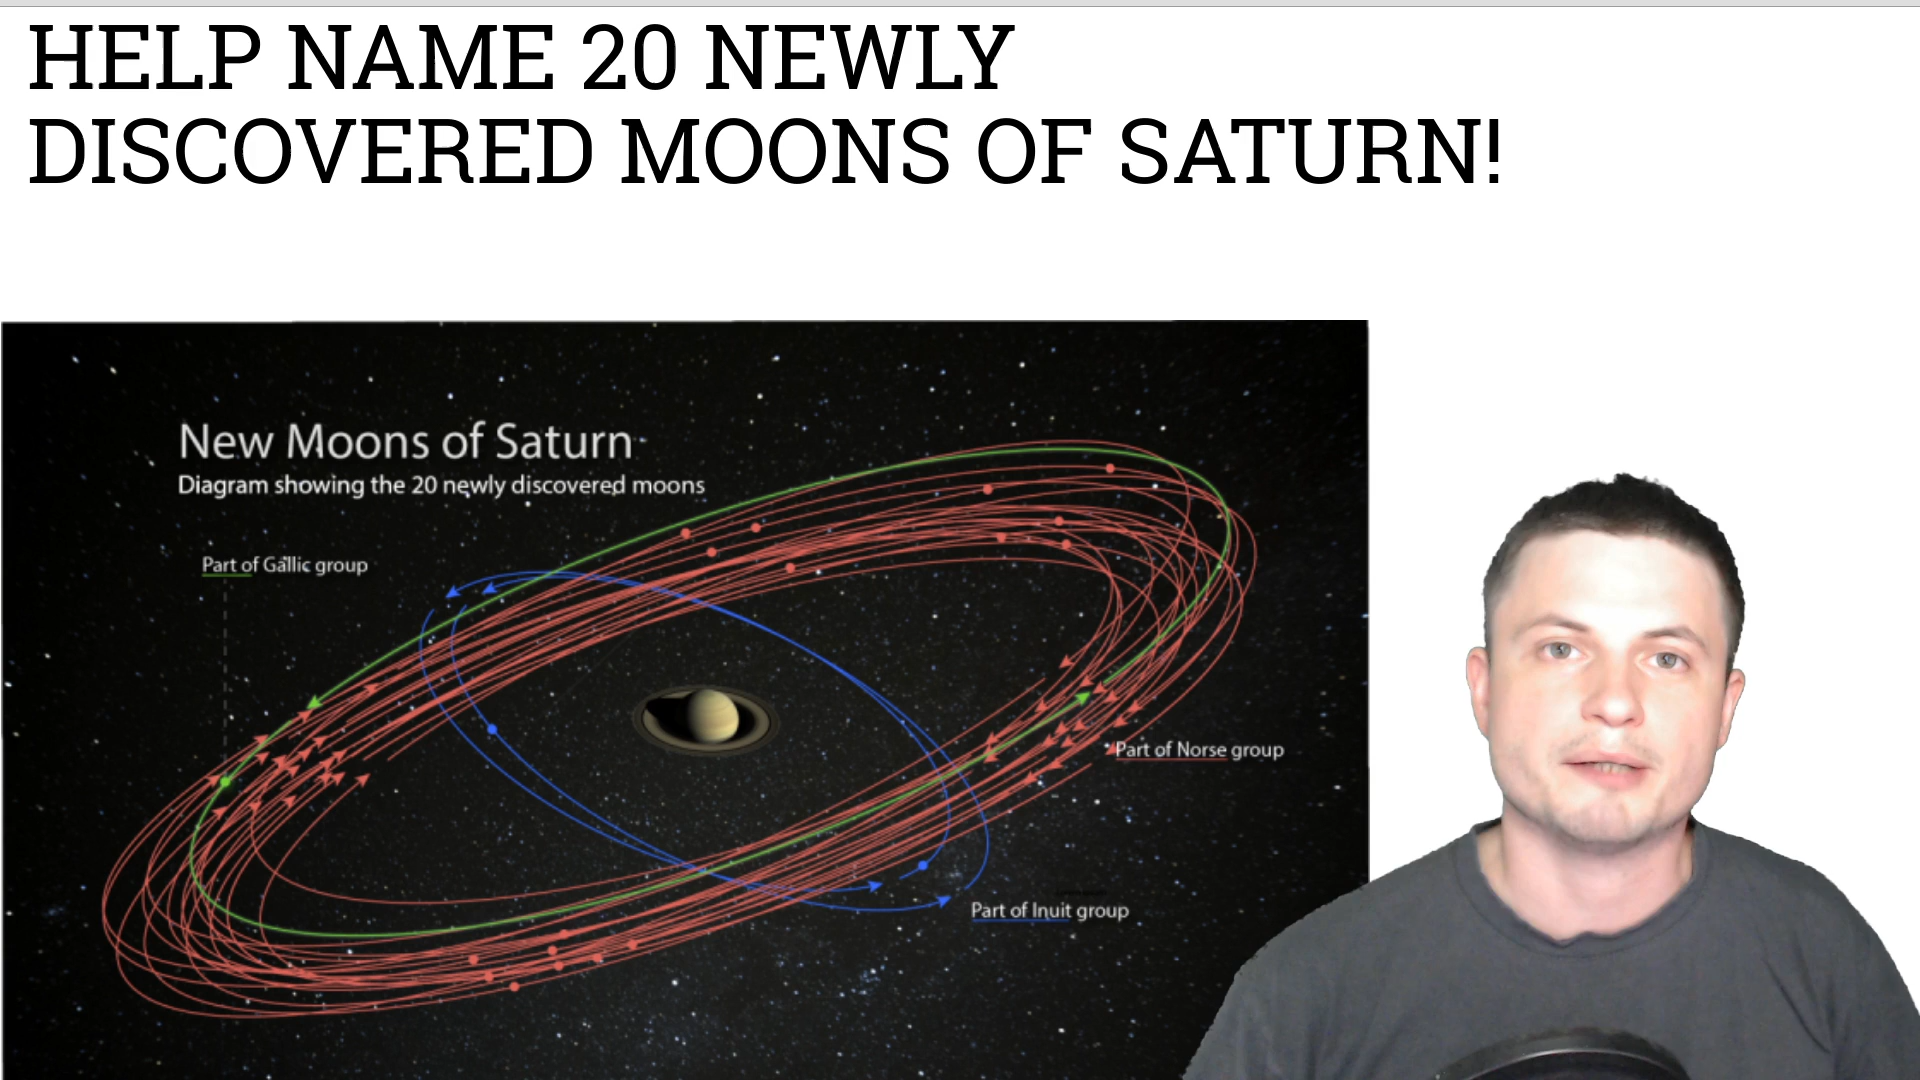 HELP NAME 20 NEWLY
DISCOVERED MOONS OF SATURN!
New Moons of Saturn
Diagram showing the 20 newly discovered moons
Part of Gallic group
Part of Norse group
Part of Inuit group